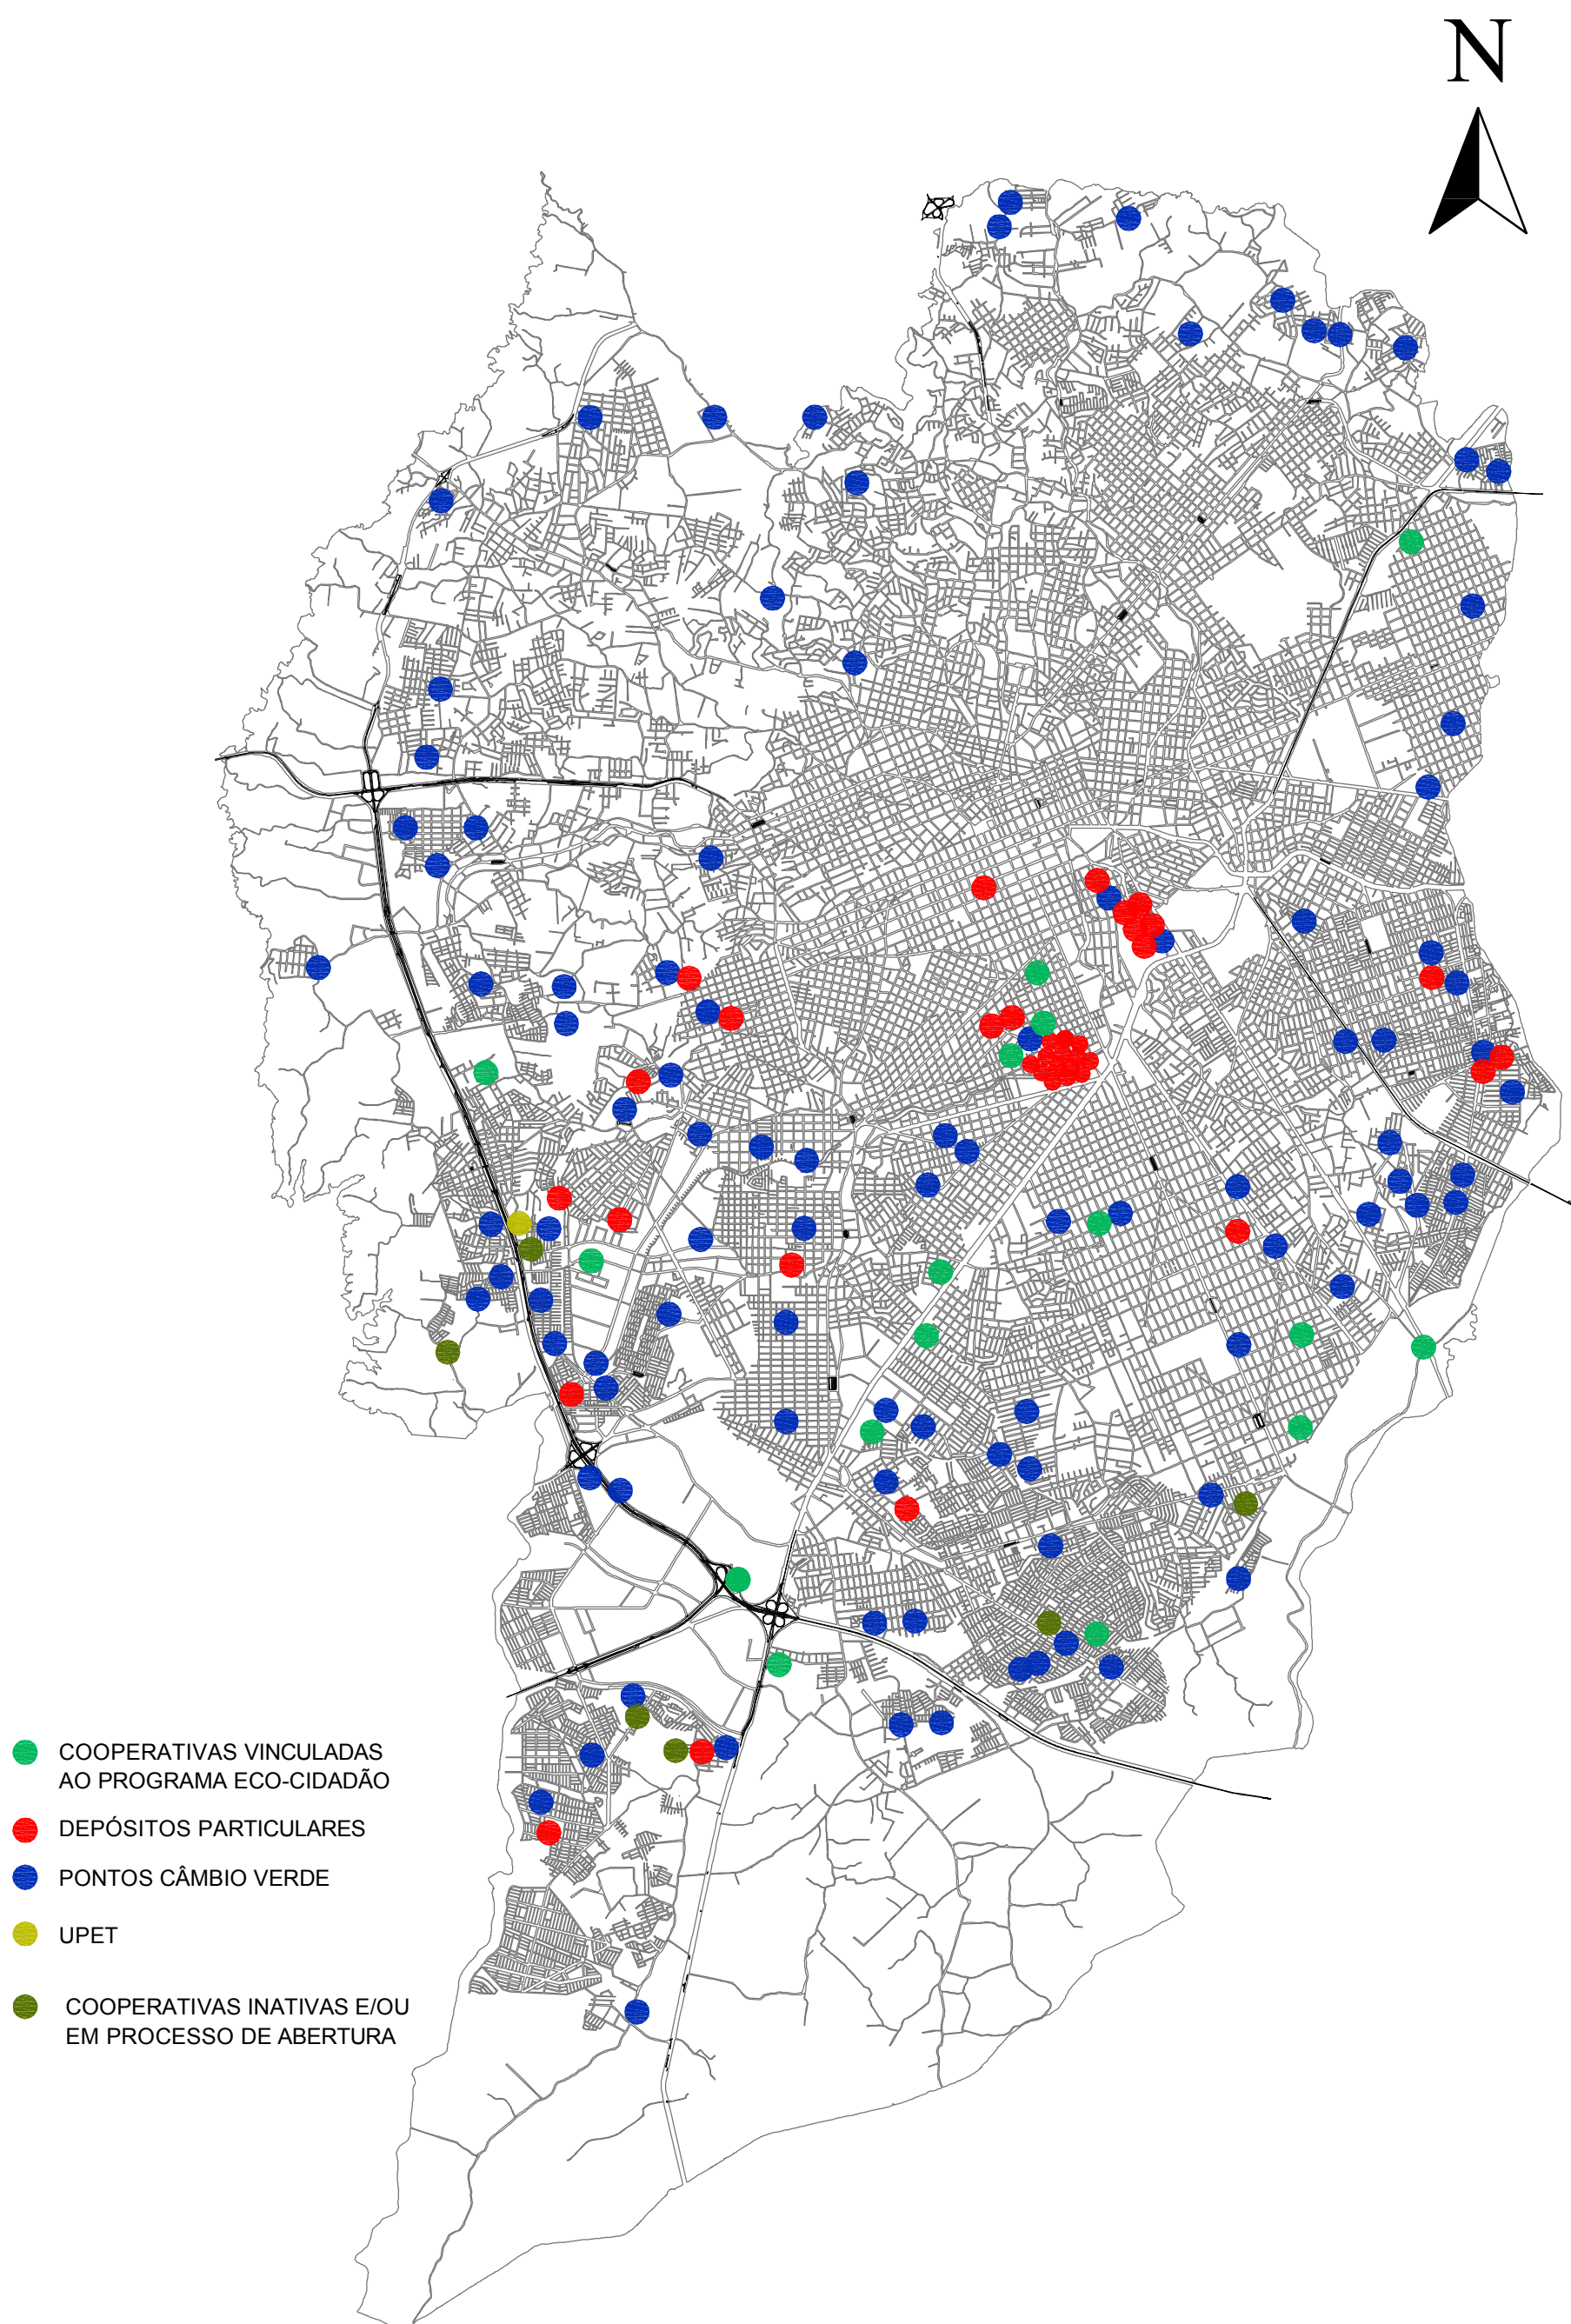 N
COOPERATIVAS VINCULADAS
AO PROGRAMA ECO-CIDADÃO
DEPÓSITOS PARTICULARES
PONTOS CÂMBIO VERDE
UPET
COOPERATIVAS INATIVAS E/OU
EM PROCESSO DE ABERTURA